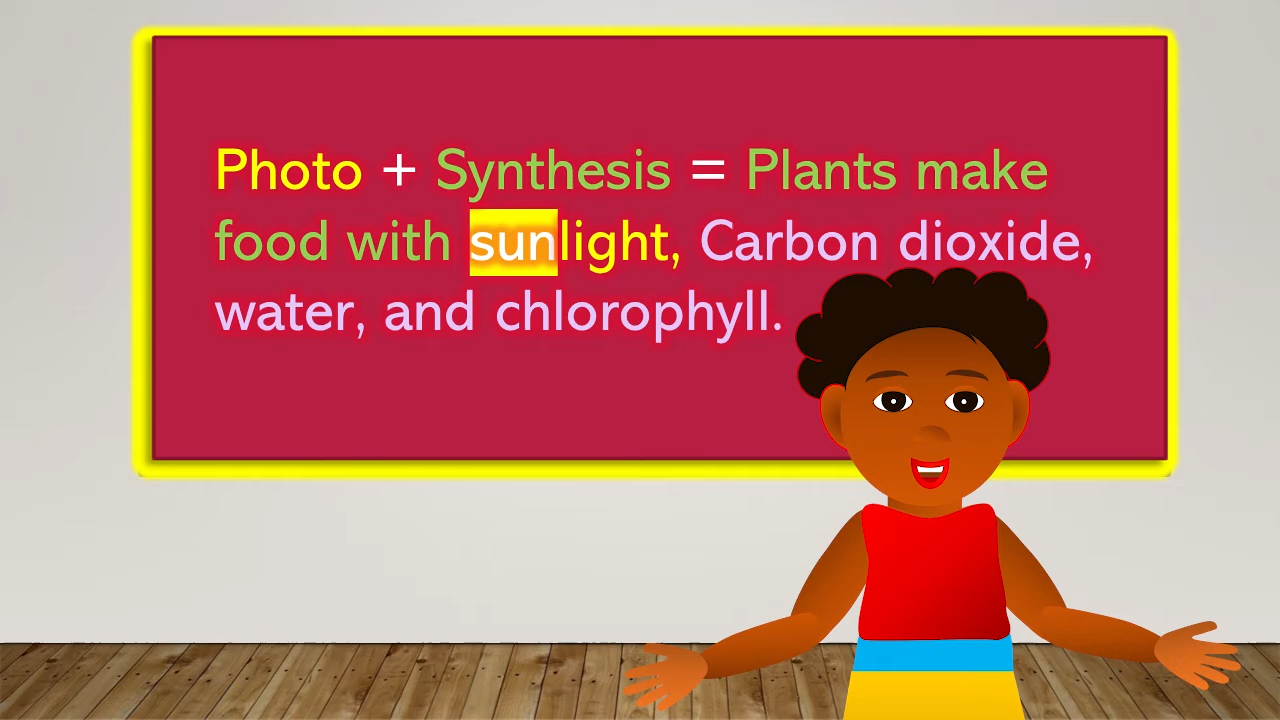 Photo + Synthesis = Plants make
food with sunlight, Carbon dioxide,
water, and chlorophyll.